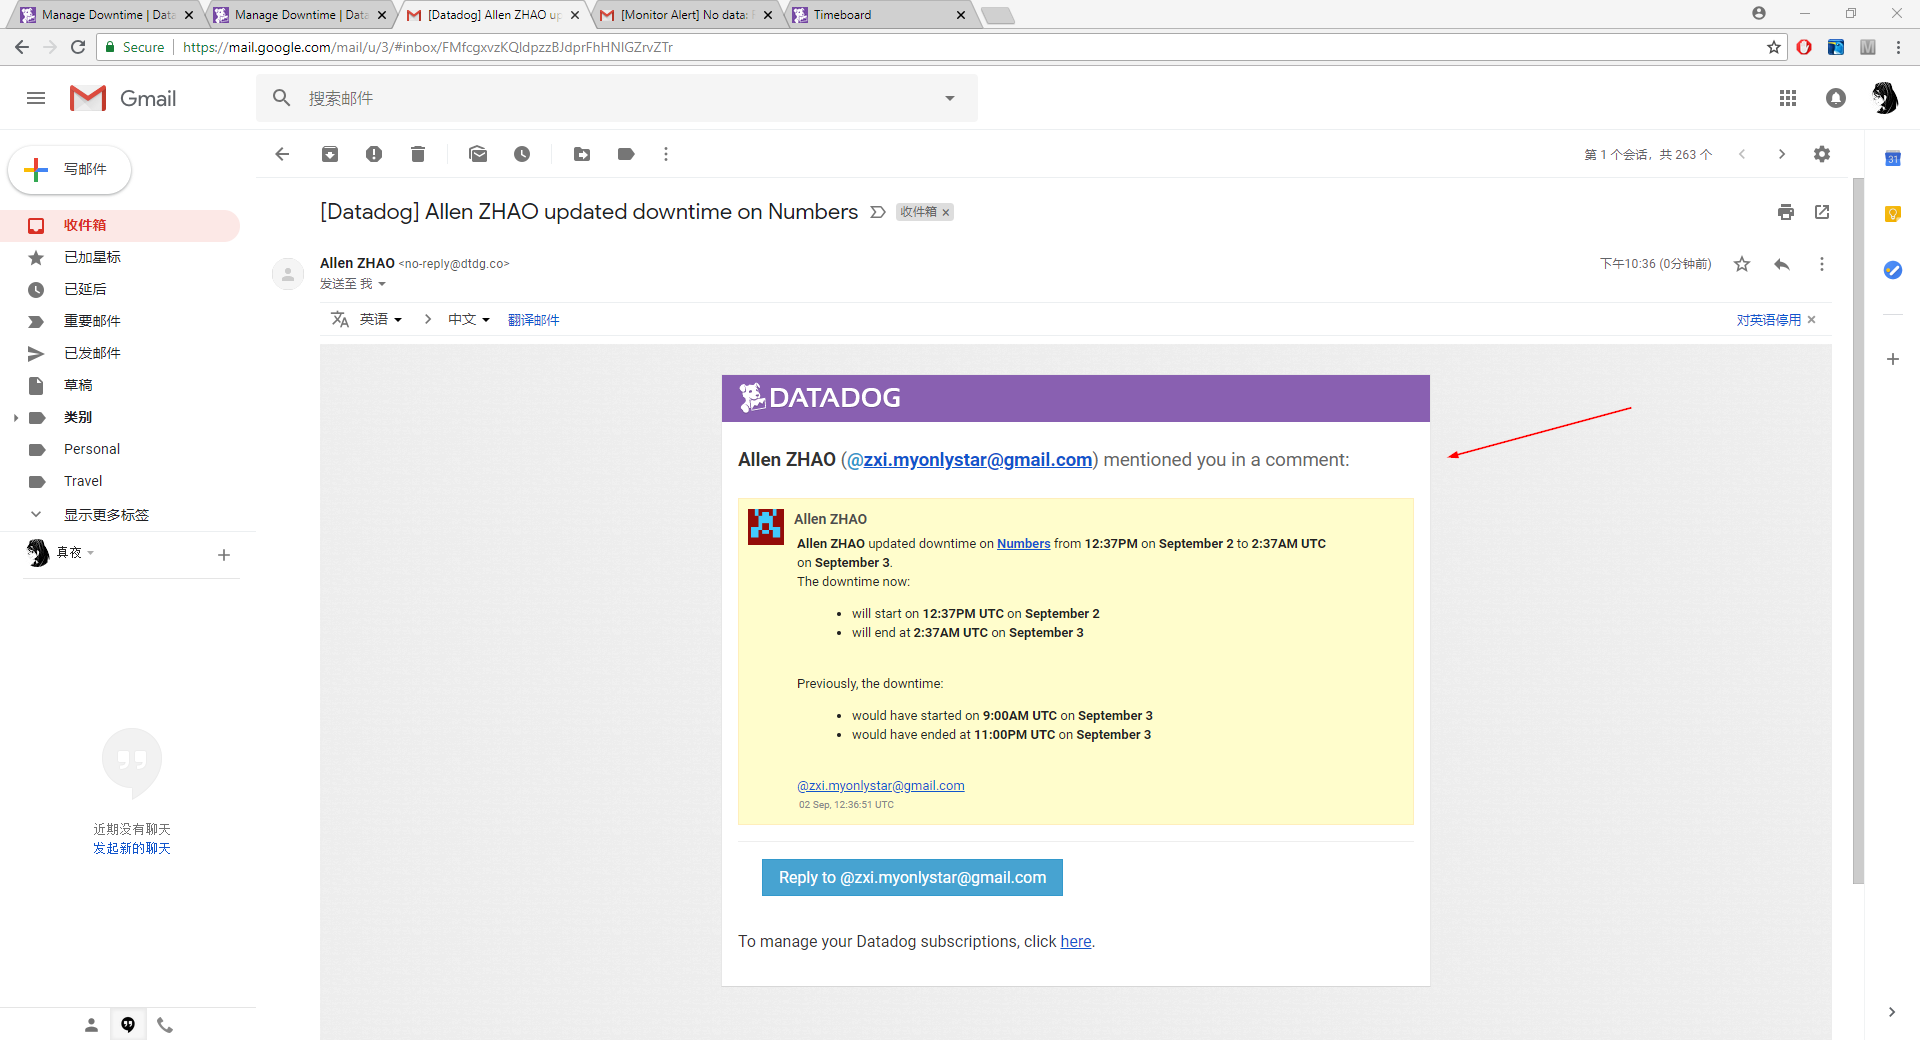 Manage Downtime | Data
Manage Downtime | Data
[Datadog] Allen ZHAO up
[Monitor Alert] No data:
Timeboard
Secure
https://mail.google.com/mail/u/3/#inbox/FMfcgxvzKQldpzzBJdprFhHNlGZrvZTr
M
Gmail
搜索邮件
写邮件
第 1 个会话，共 263 个
31
[Datadog] Allen ZHAO updated downtime on Numbers
收件箱 ×
收件箱
已加星标
已延后
重要邮件
已发邮件
草稿
类别
Personal
Travel
显示更多标签
真夜
近期没有聊天
发起新的聊天
Allen ZHAO <no-reply@dtdg.co>
下午10:36 (0分钟前)
发送至 我
英语
中文
翻译邮件
对英语停用 ×
DATADOG
Allen ZHAO (@zxi.myonlystar@gmail.com) mentioned you in a comment:
Allen ZHAO
Allen ZHAO updated downtime on Numbers from 12:37PM on September 2 to 2:37AM UTC
on September 3.
The downtime now:
• will start on 12:37PM UTC on September 2
• will end at 2:37AM UTC on September 3
Previously, the downtime:
• would have started on 9:00AM UTC on September 3
• would have ended at 11:00PM UTC on September 3
@zxi.myonlystar@gmail.com
02 Sep, 12:36:51 UTC
Reply to @zxi.myonlystar@gmail.com
To manage your Datadog subscriptions, click here.